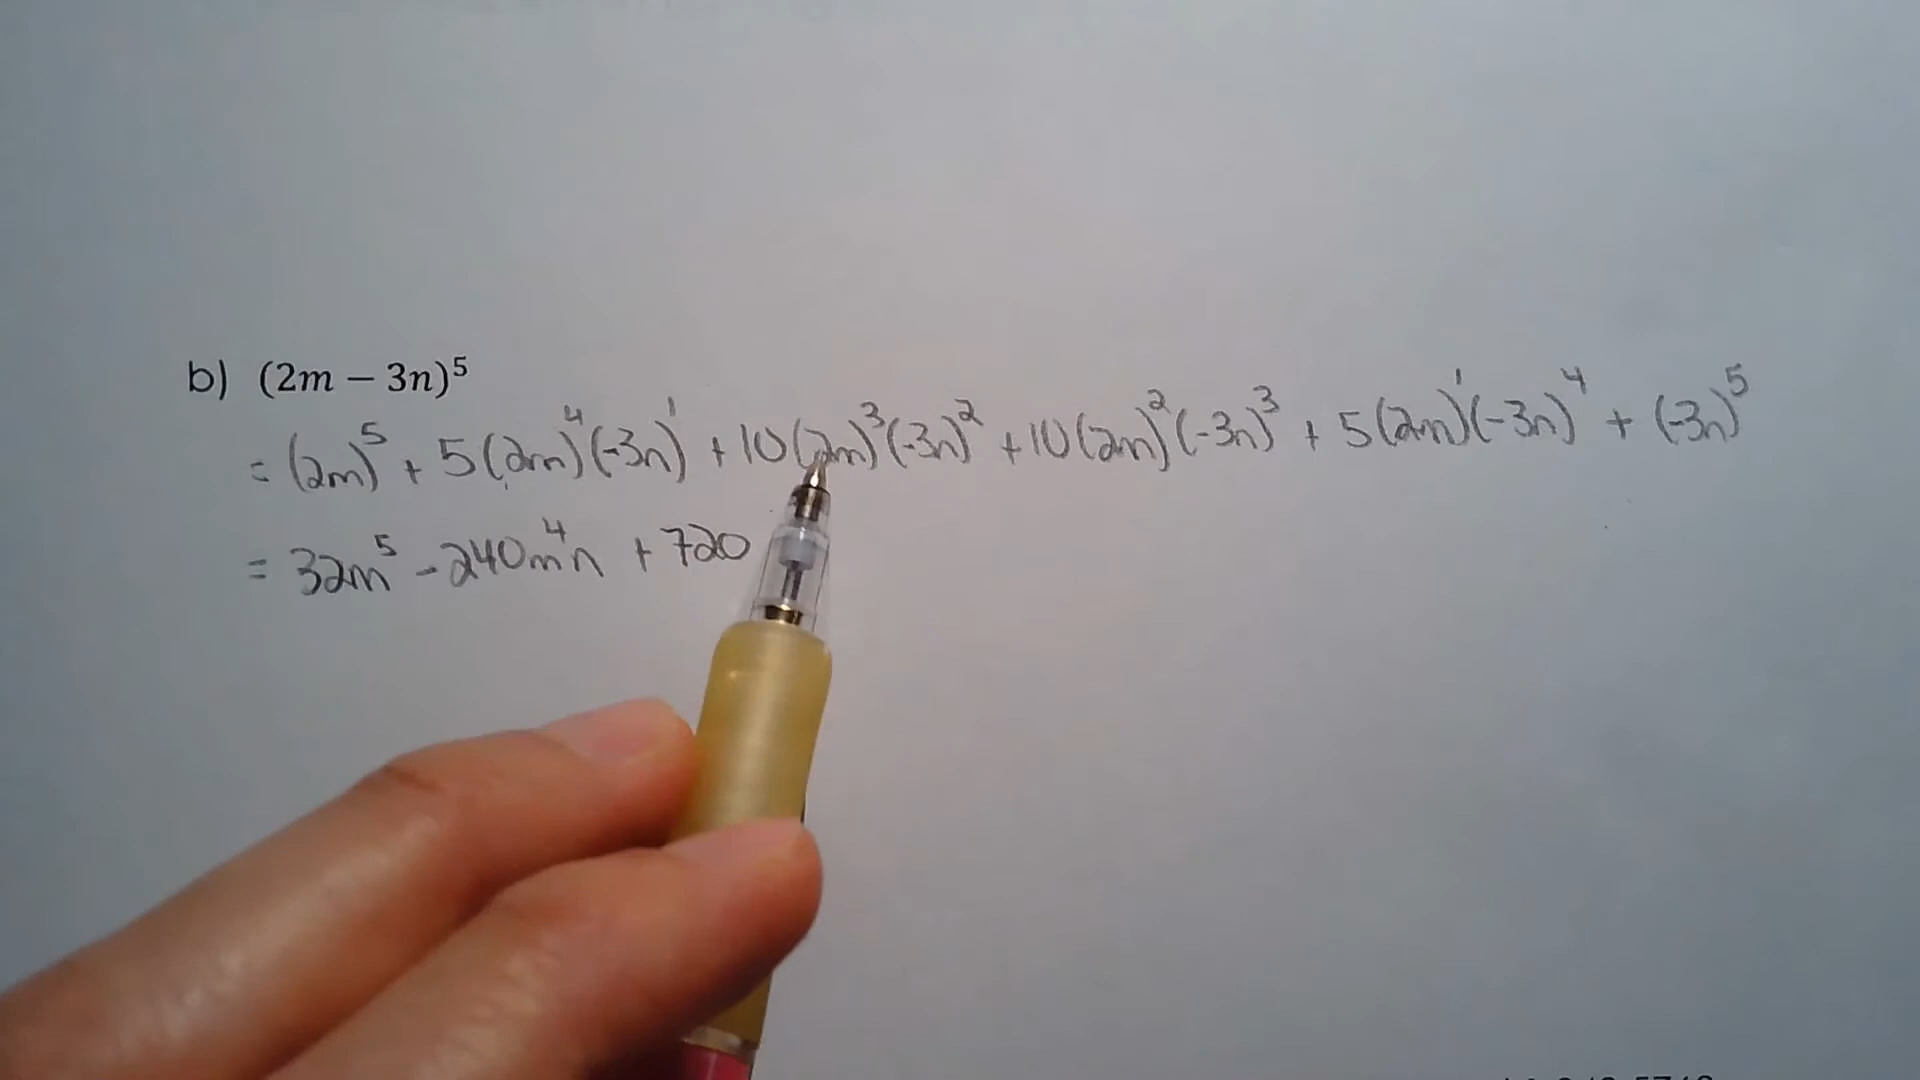 b) (2m − 3n)⁵
= (2m)⁵ + 5(2m)⁴(-3n)¹ + 10(2m)³(-3n)² + 10(2m)²(-3n)³ + 5(2m)¹(-3n)⁴ + (-3n)⁵
= 32m⁵ - 240m⁴n + 720